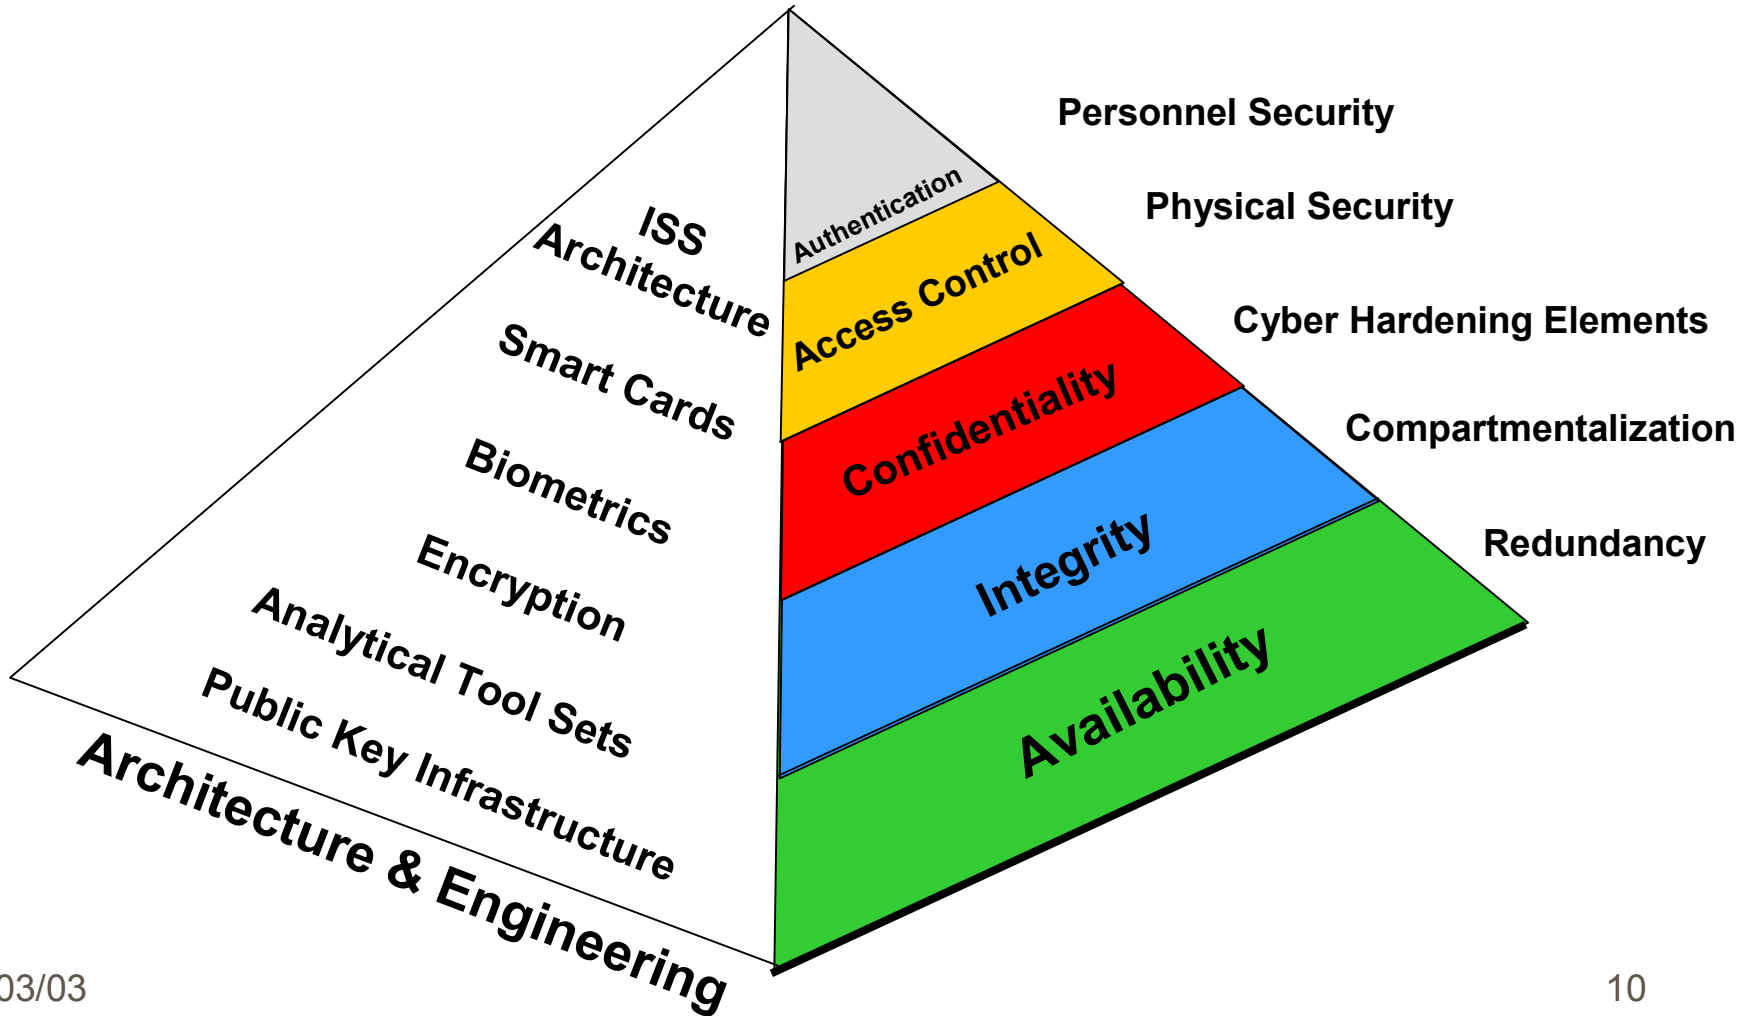 ISS
Architecture
Smart Cards
Biometrics
Encryption
Analytical Tool Sets
Public Key Infrastructure
Architecture & Engineering
Authentication
Access Control
Confidentiality
Integrity
Availability
Personnel Security
Physical Security
Cyber Hardening Elements
Compartmentalization
Redundancy
03/03
10